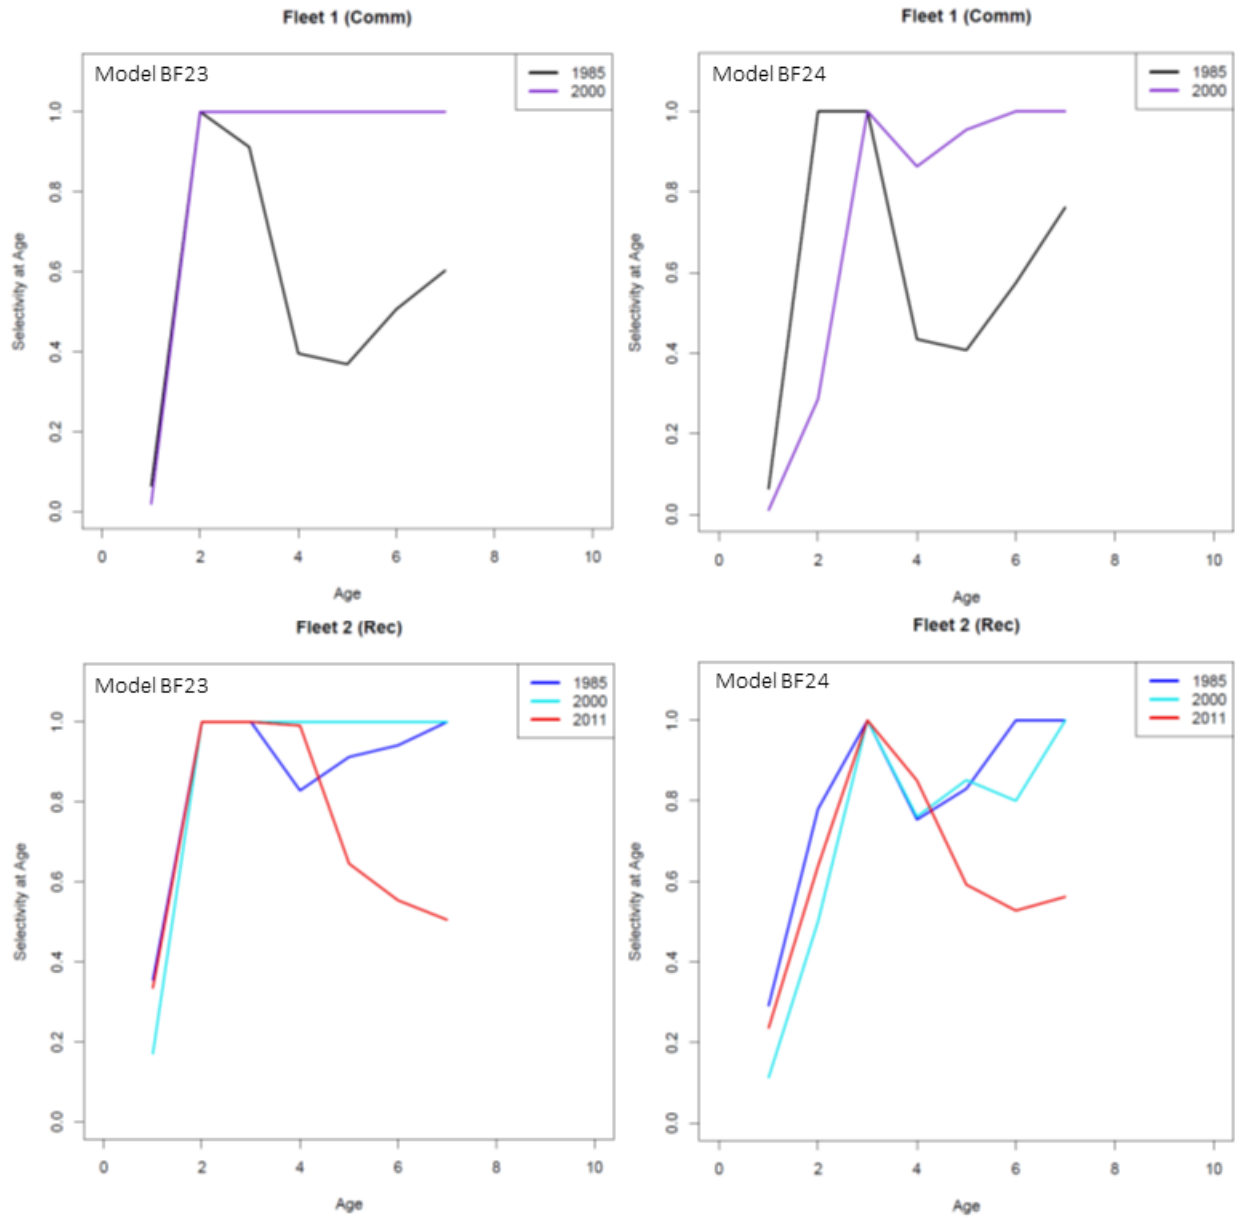 Fleet 1 (Comm)
Model BF23
1985
2000
Selectivity at Age
1.0
0.8
0.6
0.4
0.2
0.0
0 2 4 6 8 10
Age
Fleet 1 (Comm)
Model BF24
1985
2000
Selectivity at Age
1.0
0.8
0.6
0.4
0.2
0.0
0 2 4 6 8 10
Age
Fleet 2 (Rec)
Model BF23
1985
2000
2011
Selectivity at Age
1.0
0.8
0.6
0.4
0.2
0.0
0 2 4 6 8 10
Age
Fleet 2 (Rec)
Model BF24
1985
2000
2011
Selectivity at Age
1.0
0.8
0.6
0.4
0.2
0.0
0 2 4 6 8 10
Age